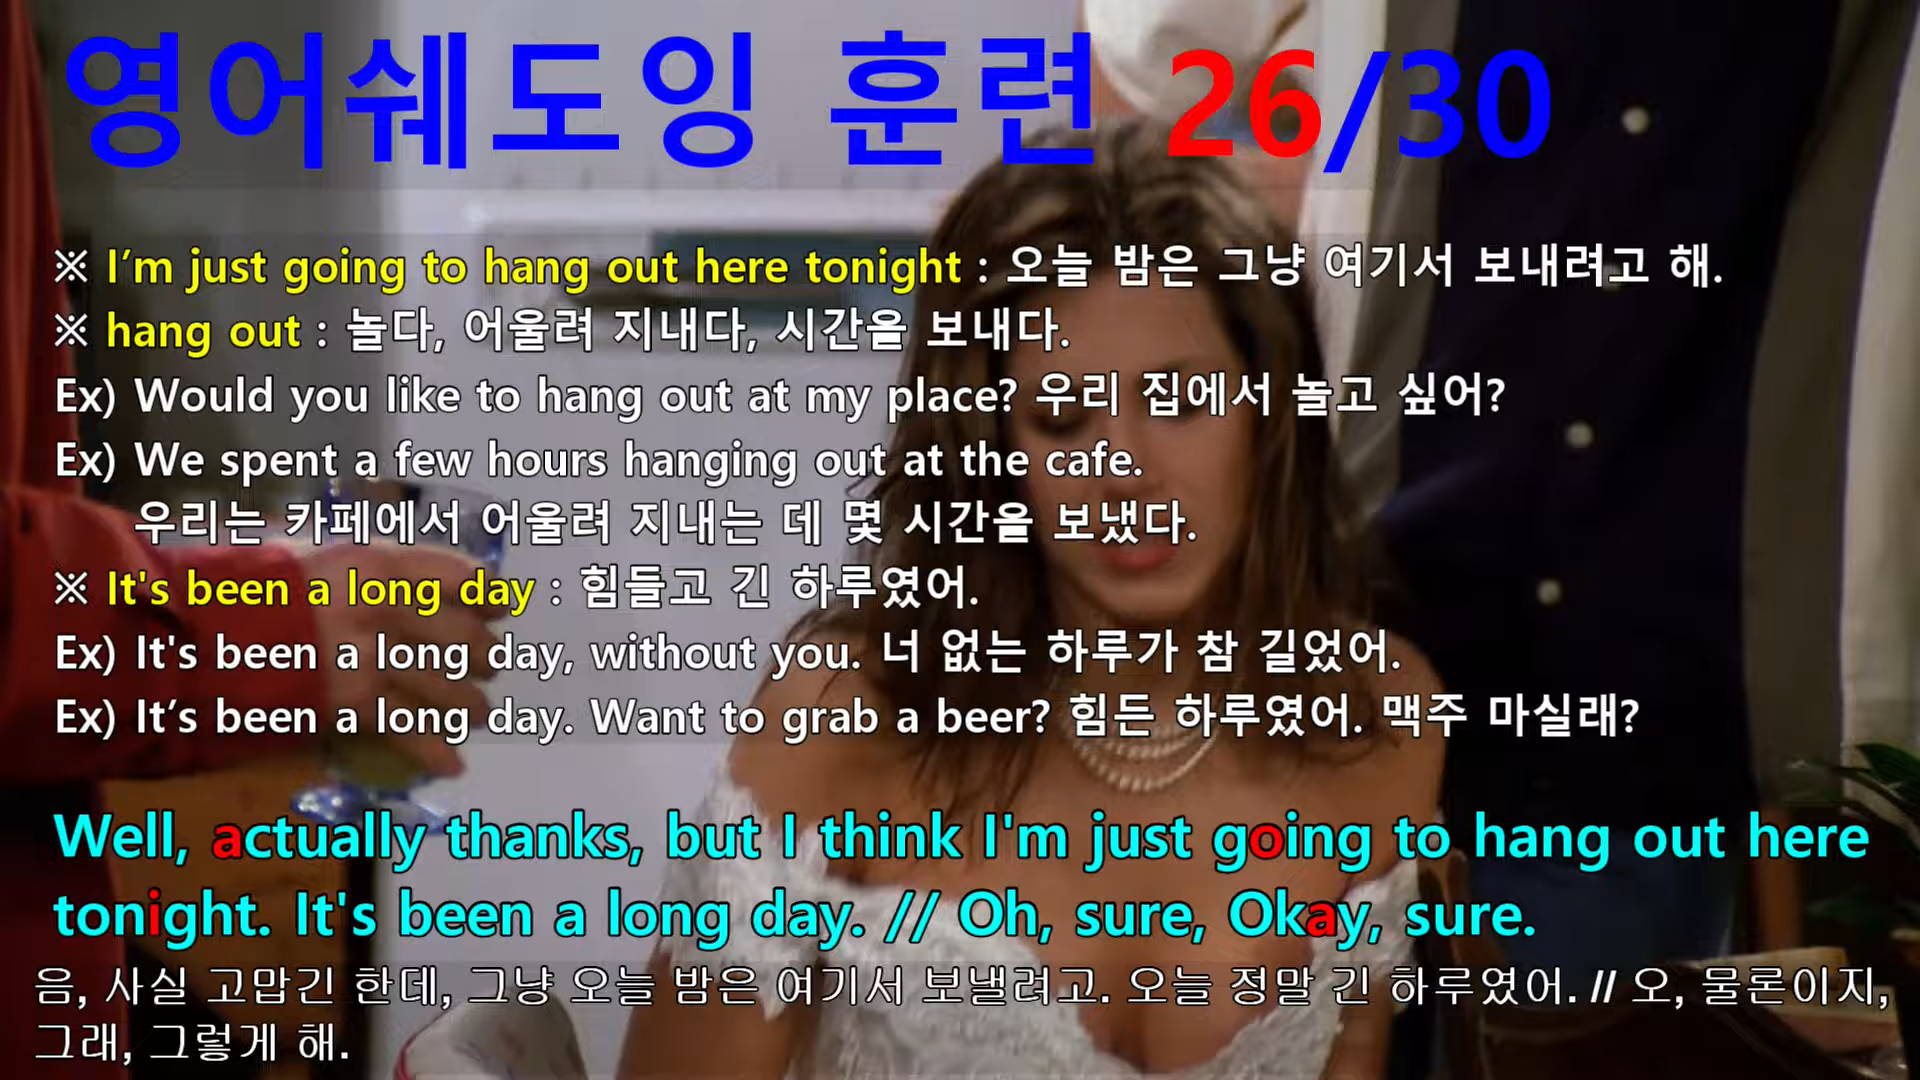 영어쉐도잉 훈련 26/30
※ I’m just going to hang out here tonight : 오늘 밤은 그냥 여기서 보내려고 해.
※ hang out : 놀다, 어울려 지내다, 시간을 보내다.
Ex) Would you like to hang out at my place? 우리 집에서 놀고 싶어?
Ex) We spent a few hours hanging out at the cafe.
우리는 카페에서 어울려 지내는 데 몇 시간을 보냈다.
※ It's been a long day : 힘들고 긴 하루였어.
Ex) It's been a long day, without you. 너 없는 하루가 참 길었어.
Ex) It’s been a long day. Want to grab a beer? 힘든 하루였어. 맥주 마실래?
Well, actually thanks, but I think I'm just going to hang out here
tonight. It's been a long day. // Oh, sure, Okay, sure.
음, 사실 고맙긴 한데, 그냥 오늘 밤은 여기서 보낼려고. 오늘 정말 긴 하루였어. // 오, 물론이지,
그래, 그렇게 해.